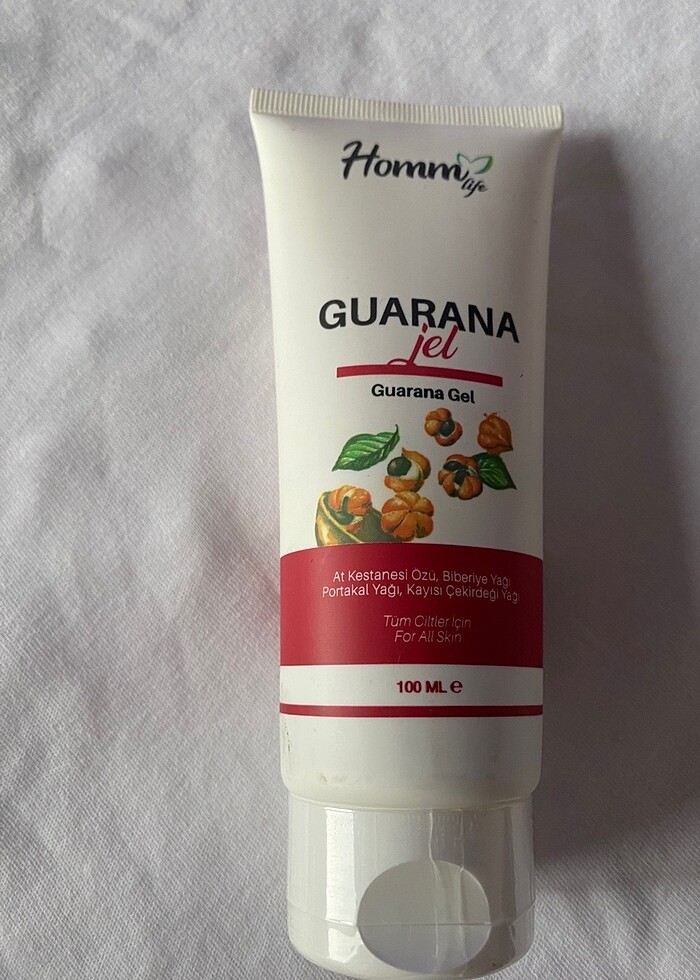 Homm
life
GUARANA
jel
Guarana Gel
At Kestanesi Özü, Biberiye Yağı
Portakal Yağı, Kayısı Çekirdeği Yağı
Tüm Ciltler İçin
For All Skin
100 ML ℮